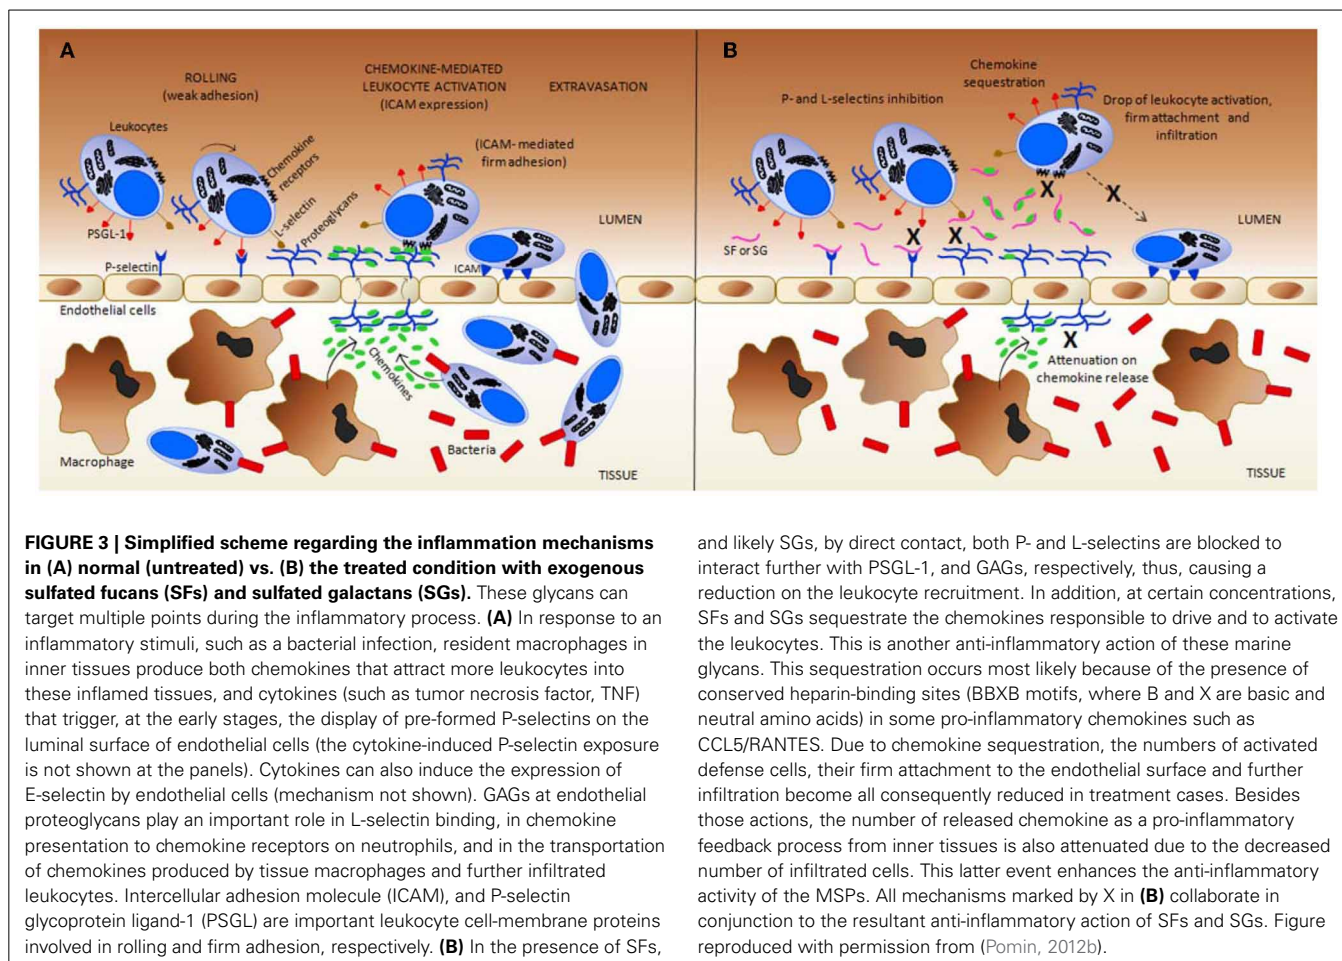 A
ROLLING
(weak adhesion)
CHEMOKINE-MEDIATED
LEUKOCYTE ACTIVATION
(ICAM expression)
EXTRAVASATION
Leukocytes
Chemokine
receptors
(ICAM- mediated
firm adhesion)
L-selectin
Proteoglycans
PSGL-1
LUMEN
P-selectin
ICAM
Endothelial cells
Chemokines
Macrophage
Bacteria
TISSUE
B
Chemokine
sequestration
P- and L-selectins inhibition
Drop of leukocyte activation,
firm attachment and
infiltration
X
X
LUMEN
SF or SG
X
X
X
Attenuation on
chemokine release
TISSUE
FIGURE 3 | Simplified scheme regarding the inflammation mechanisms
in (A) normal (untreated) vs. (B) the treated condition with exogenous
sulfated fucans (SFs) and sulfated galactans (SGs). These glycans can
target multiple points during the inflammatory process. (A) In response to an
inflammatory stimuli, such as a bacterial infection, resident macrophages in
inner tissues produce both chemokines that attract more leukocytes into
these inflamed tissues, and cytokines (such as tumor necrosis factor, TNF)
that trigger, at the early stages, the display of pre-formed P-selectins on the
luminal surface of endothelial cells (the cytokine-induced P-selectin exposure
is not shown at the panels). Cytokines can also induce the expression of
E-selectin by endothelial cells (mechanism not shown). GAGs at endothelial
proteoglycans play an important role in L-selectin binding, in chemokine
presentation to chemokine receptors on neutrophils, and in the transportation
of chemokines produced by tissue macrophages and further infiltrated
leukocytes. Intercellular adhesion molecule (ICAM), and P-selectin
glycoprotein ligand-1 (PSGL) are important leukocyte cell-membrane proteins
involved in rolling and firm adhesion, respectively. (B) In the presence of SFs,
and likely SGs, by direct contact, both P- and L-selectins are blocked to
interact further with PSGL-1, and GAGs, respectively, thus, causing a
reduction on the leukocyte recruitment. In addition, at certain concentrations,
SFs and SGs sequestrate the chemokines responsible to drive and to activate
the leukocytes. This is another anti-inflammatory action of these marine
glycans. This sequestration occurs most likely because of the presence of
conserved heparin-binding sites (BBXB motifs, where B and X are basic and
neutral amino acids) in some pro-inflammatory chemokines such as
CCL5/RANTES. Due to chemokine sequestration, the numbers of activated
defense cells, their firm attachment to the endothelial surface and further
infiltration become all consequently reduced in treatment cases. Besides
those actions, the number of released chemokine as a pro-inflammatory
feedback process from inner tissues is also attenuated due to the decreased
number of infiltrated cells. This latter event enhances the anti-inflammatory
activity of the MSPs. All mechanisms marked by X in (B) collaborate in
conjunction to the resultant anti-inflammatory action of SFs and SGs. Figure
reproduced with permission from (Pomin, 2012b).